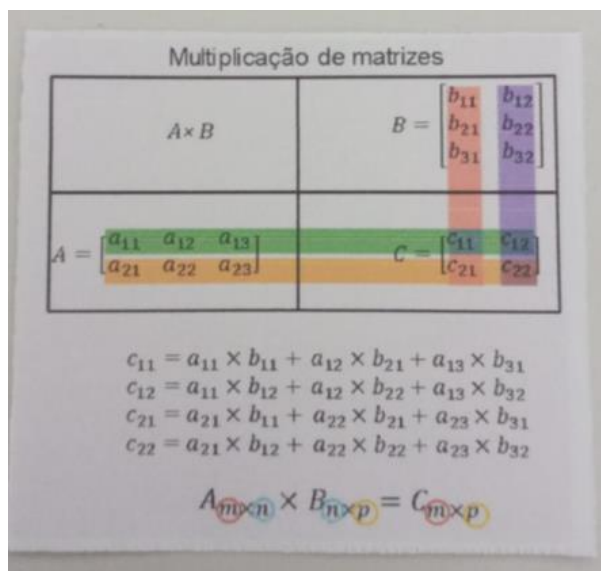 Multiplicação de matrizes
A × B
B = [b₁₁ b₁₂
b₂₁ b₂₂
b₃₁ b₃₂]
A = [a₁₁ a₁₂ a₁₃
a₂₁ a₂₂ a₂₃]
C = [c₁₁ c₁₂
c₂₁ c₂₂]
c₁₁ = a₁₁ × b₁₁ + a₁₂ × b₂₁ + a₁₃ × b₃₁
c₁₂ = a₁₁ × b₁₂ + a₁₂ × b₂₂ + a₁₃ × b₃₂
c₂₁ = a₂₁ × b₁₁ + a₂₂ × b₂₁ + a₂₃ × b₃₁
c₂₂ = a₂₁ × b₁₂ + a₂₂ × b₂₂ + a₂₃ × b₃₂
Aₘ×ₙ × Bₙ×ₚ = Cₘ×ₚ